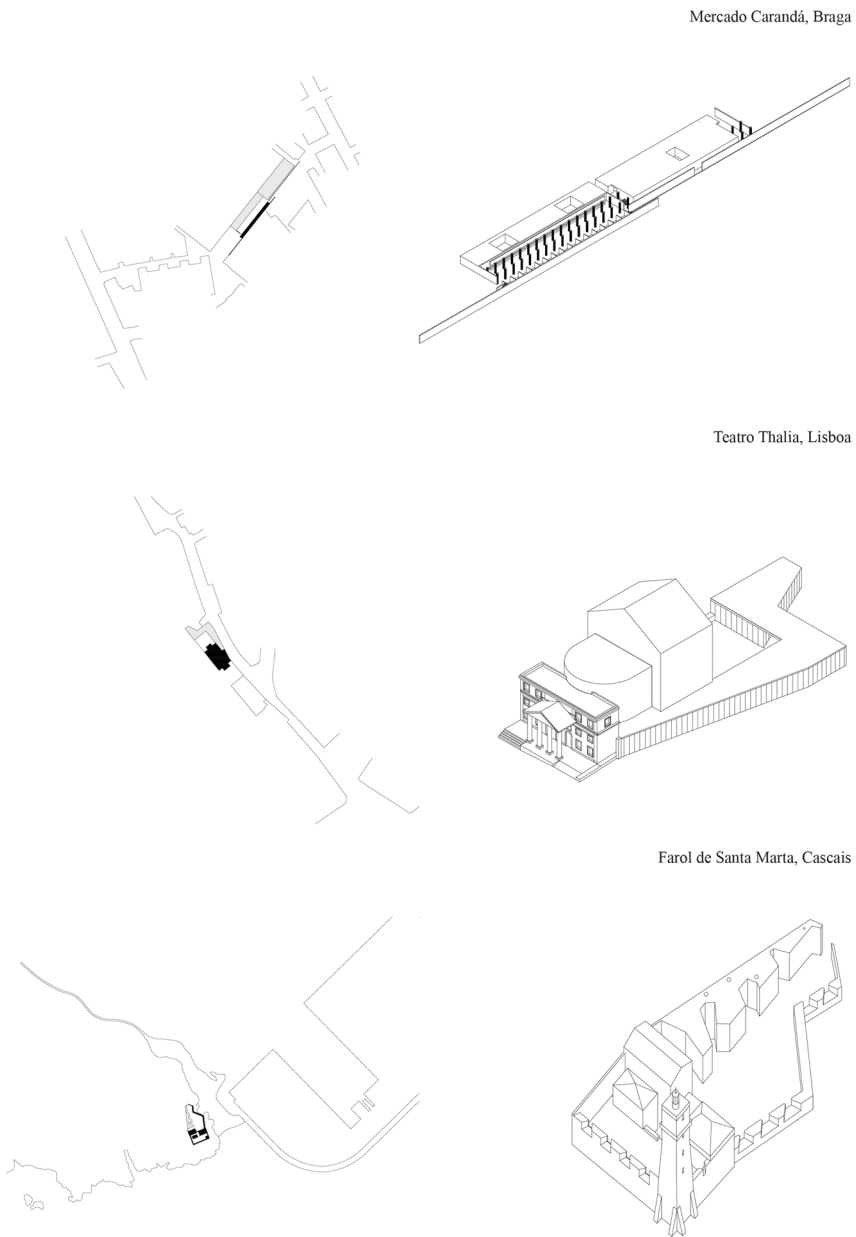 Mercado Carandá, Braga
Teatro Thalia, Lisboa
Farol de Santa Marta, Cascais